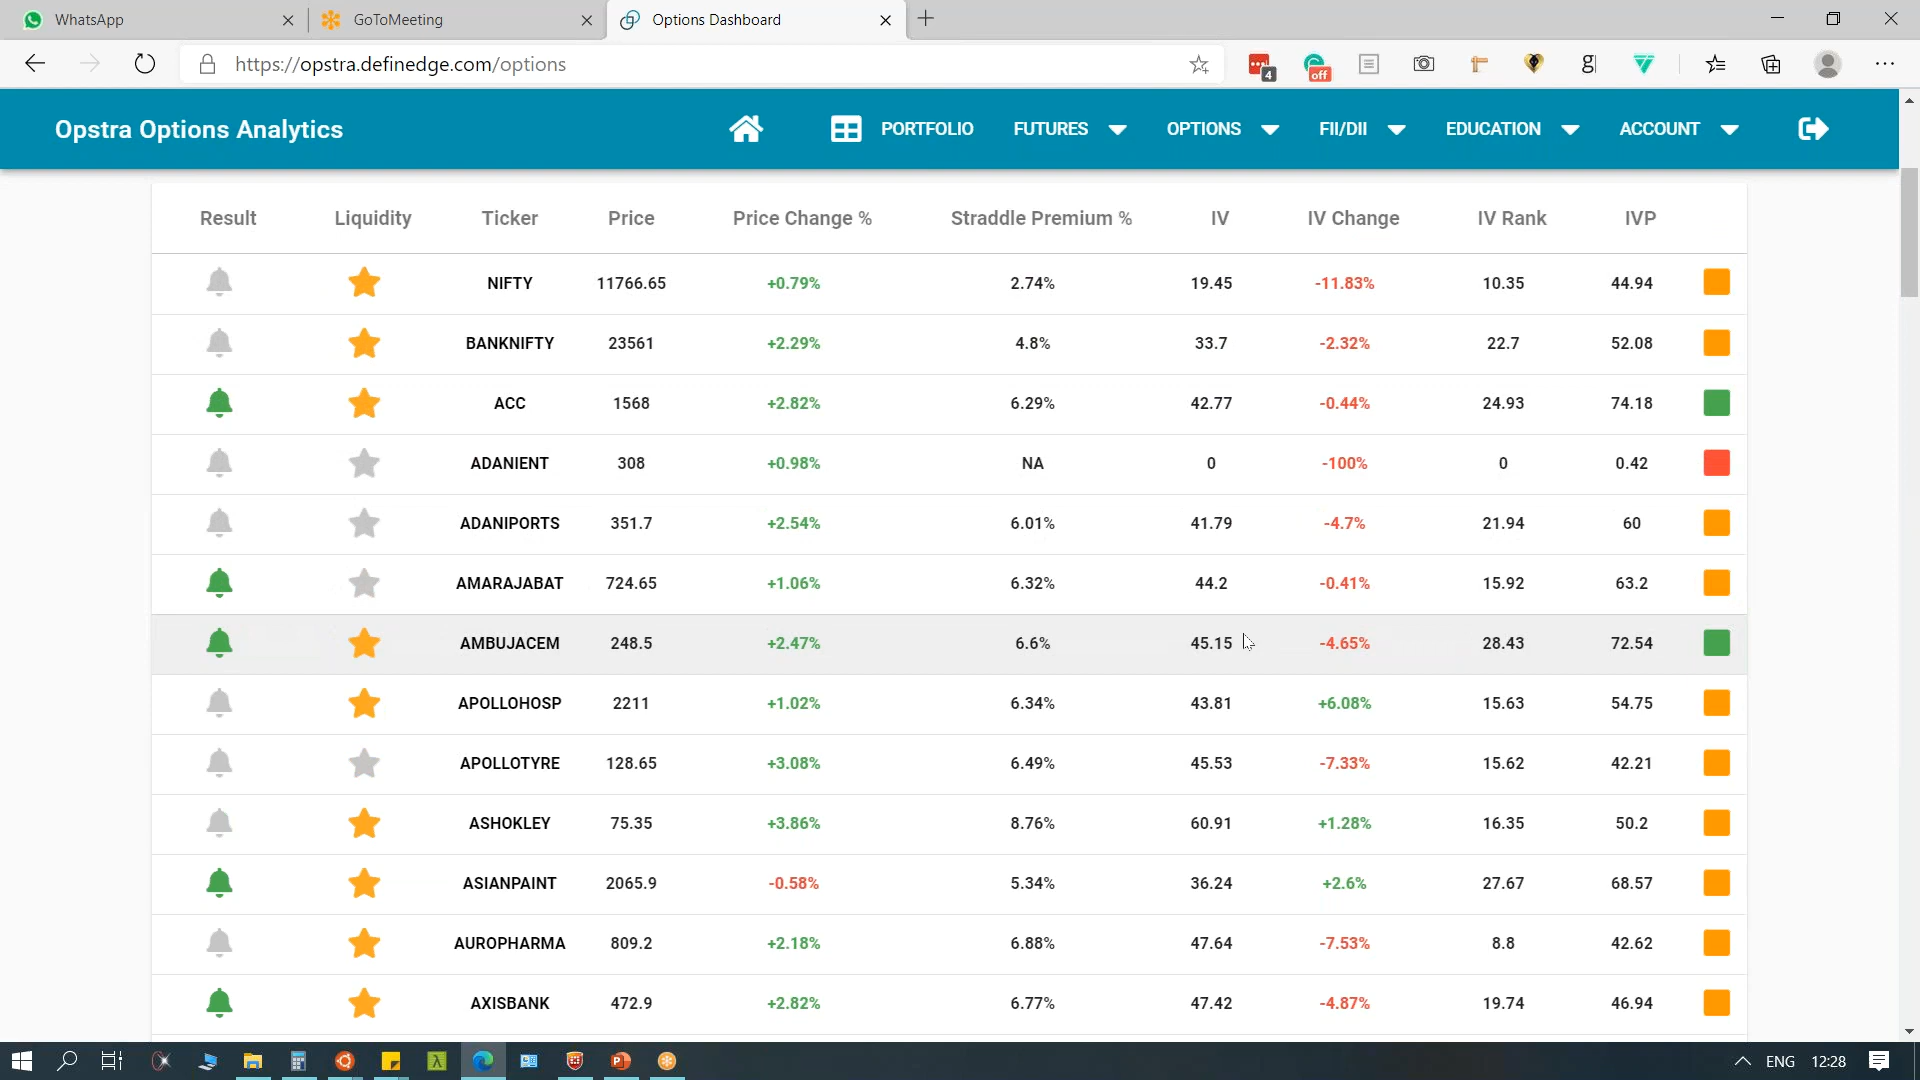 WhatsApp GoToMeeting Options Dashboard
https://opstra.definedge.com/options 4 off g
Opstra Options Analytics PORTFOLIO FUTURES OPTIONS FII/DII EDUCATION ACCOUNT
Result Liquidity Ticker Price Price Change % Straddle Premium % IV IV Change IV Rank IVP
NIFTY 11766.65 +0.79% 2.74% 19.45 -11.83% 10.35 44.94
BANKNIFTY 23561 +2.29% 4.8% 33.7 -2.32% 22.7 52.08
ACC 1568 +2.82% 6.29% 42.77 -0.44% 24.93 74.18
ADANIENT 308 +0.98% NA 0 -100% 0 0.42
ADANIPORTS 351.7 +2.54% 6.01% 41.79 -4.7% 21.94 60
AMARAJABAT 724.65 +1.06% 6.32% 44.2 -0.41% 15.92 63.2
AMBUJACEM 248.5 +2.47% 6.6% 45.15 -4.65% 28.43 72.54
APOLLOHOSP 2211 +1.02% 6.34% 43.81 +6.08% 15.63 54.75
APOLLOTYRE 128.65 +3.08% 6.49% 45.53 -7.33% 15.62 42.21
ASHOKLEY 75.35 +3.86% 8.76% 60.91 +1.28% 16.35 50.2
ASIANPAINT 2065.9 -0.58% 5.34% 36.24 +2.6% 27.67 68.57
AUROPHARMA 809.2 +2.18% 6.88% 47.64 -7.53% 8.8 42.62
AXISBANK 472.9 +2.82% 6.77% 47.42 -4.87% 19.74 46.94
ENG 12:28